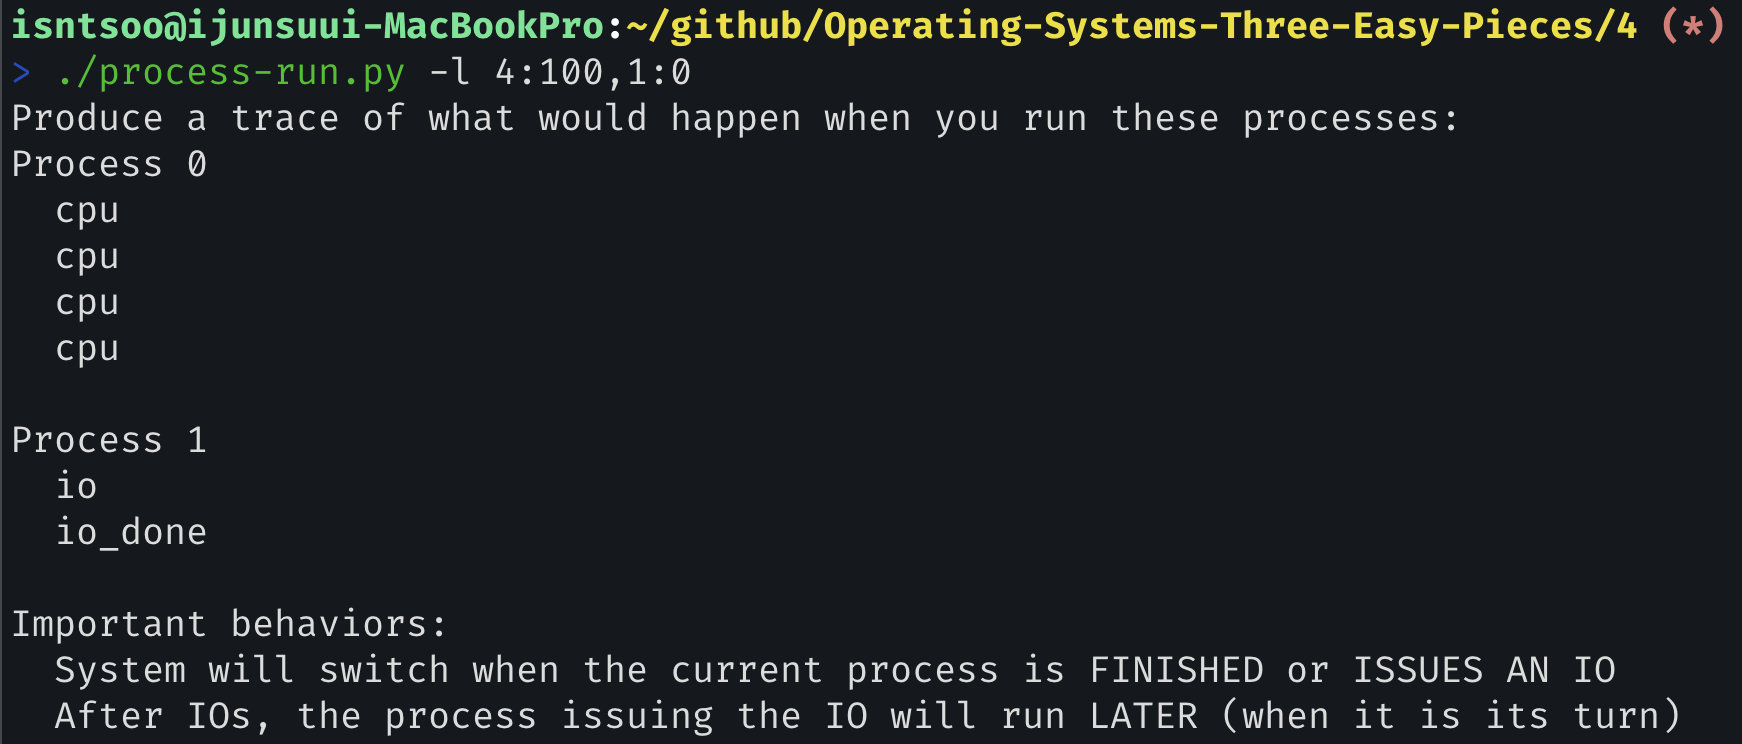 isntsoo@ijunsuui-MacBookPro:~/github/Operating-Systems-Three-Easy-Pieces/4 (*)
> ./process-run.py -l 4:100,1:0
Produce a trace of what would happen when you run these processes:
Process 0
  cpu
  cpu
  cpu
  cpu

Process 1
  io
  io_done

Important behaviors:
  System will switch when the current process is FINISHED or ISSUES AN IO
  After IOs, the process issuing the IO will run LATER (when it is its turn)